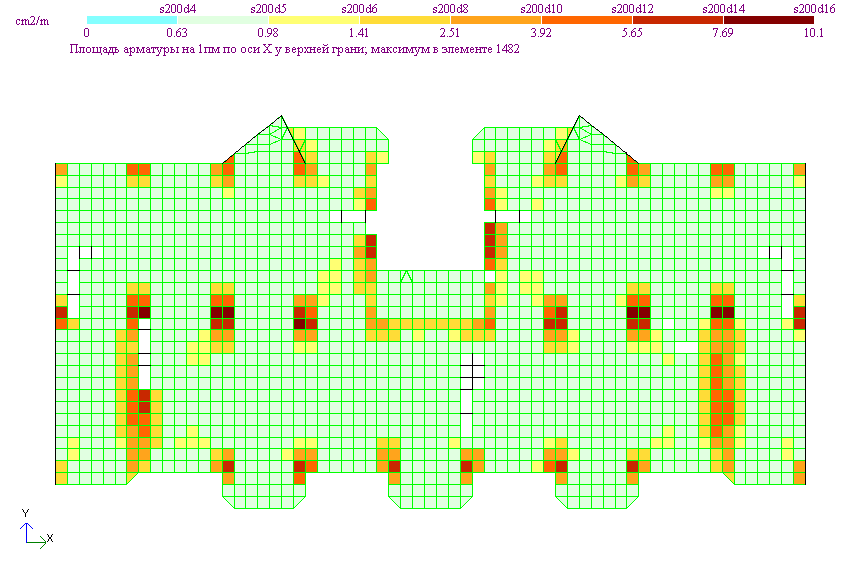 s200d4 s200d5 s200d6 s200d8 s200d10 s200d12 s200d14 s200d16
cm2/m
0 0.63 0.98 1.41 2.51 3.92 5.65 7.69 10.1
Площадь арматуры на 1пм по оси X у верхней грани; максимум в элементе 1482
Y
X